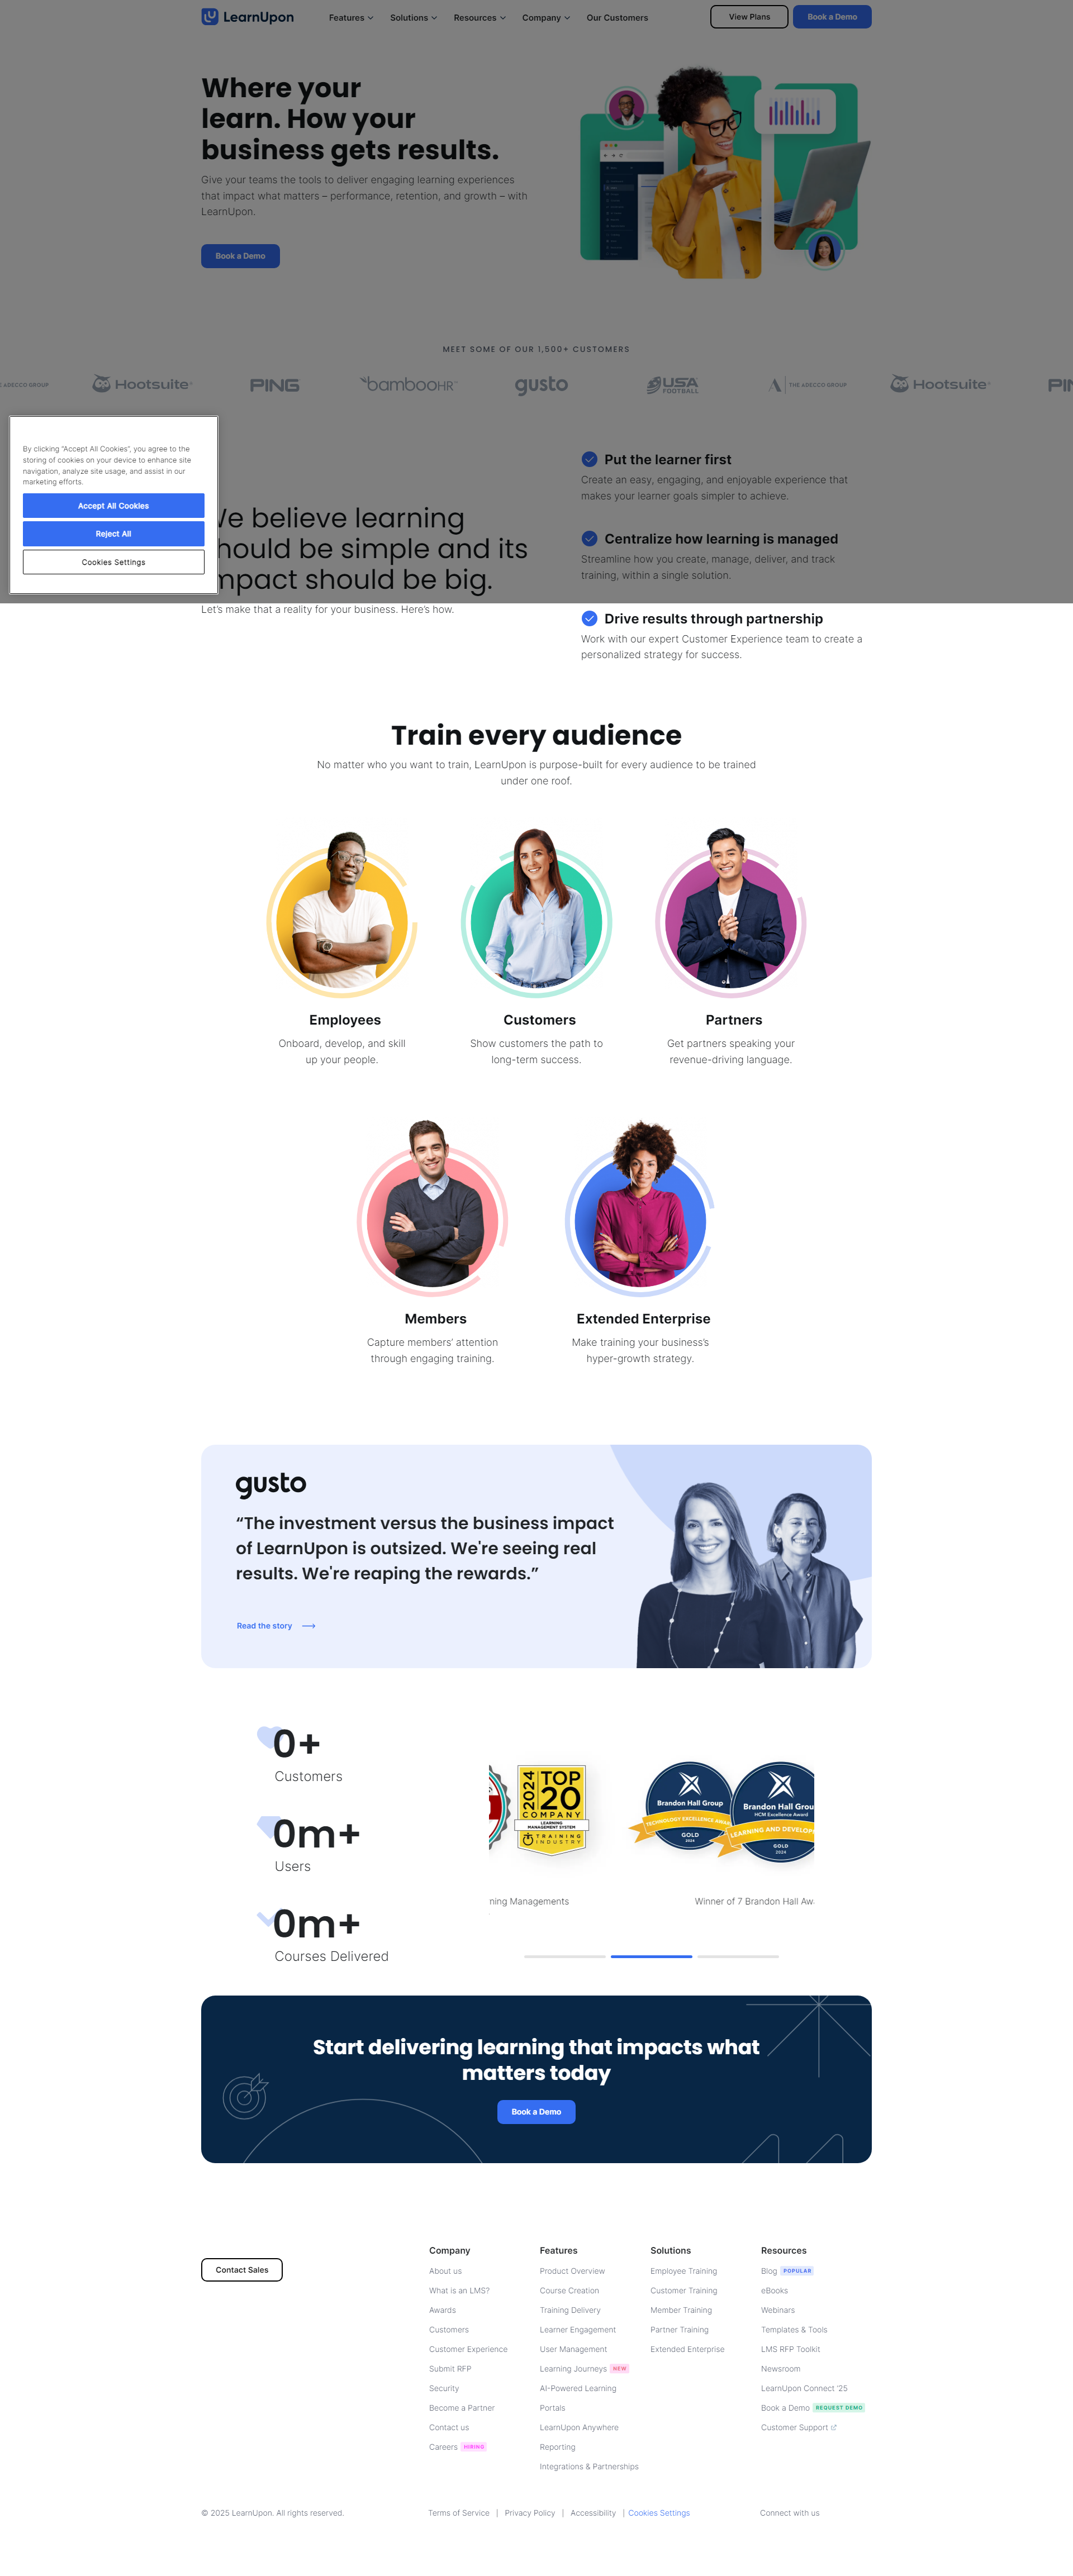 LearnUpon
Features
Solutions
Resources
Company
Our Customers
View Plans
Book a Demo
Where your
learn. How your
business gets results.
Give your teams the tools to deliver engaging learning experiences
that impact what matters – performance, retention, and growth – with
LearnUpon.
Book a Demo
MEET SOME OF OUR 1,500+ CUSTOMERS
E ADECCO GROUP
Hootsuite
PING
bambooHR
gusto
USA
FOOTBALL
THE ADECCO GROUP
Hootsuite
PIN
By clicking “Accept All Cookies”, you agree to the
storing of cookies on your device to enhance site
navigation, analyze site usage, and assist in our
marketing efforts.
Accept All Cookies
Reject All
Cookies Settings
We believe learning
should be simple and its
impact should be big.
Let’s make that a reality for your business. Here’s how.
Put the learner first
Create an easy, engaging, and enjoyable experience that
makes your learner goals simpler to achieve.
Centralize how learning is managed
Streamline how you create, manage, deliver, and track
training, within a single solution.
Drive results through partnership
Work with our expert Customer Experience team to create a
personalized strategy for success.
Train every audience
No matter who you want to train, LearnUpon is purpose-built for every audience to be trained
under one roof.
Employees
Onboard, develop, and skill
up your people.
Customers
Show customers the path to
long-term success.
Partners
Get partners speaking your
revenue-driving language.
Members
Capture members’ attention
through engaging training.
Extended Enterprise
Make training your business’s
hyper-growth strategy.
gusto
“The investment versus the business impact
of LearnUpon is outsized. We're seeing real
results. We're reaping the rewards.”
Read the story
0+
Customers
0m+
Users
0m+
Courses Delivered
2024
TOP
20
COMPANY
LEARNING
MANAGEMENT SYSTEM
TRAINING
INDUSTRY
Brandon Hall Group
TECHNOLOGY EXCELLENCE AWAR
GOLD
2024
Brandon Hall Grou
HCM Excellence Award
LEARNING AND DEVELOP
GOLD
2024
ning Managements
Winner of 7 Brandon Hall Awa
Start delivering learning that impacts what
matters today
Book a Demo
Contact Sales
Company
About us
What is an LMS?
Awards
Customers
Customer Experience
Submit RFP
Security
Become a Partner
Contact us
Careers HIRING
Features
Product Overview
Course Creation
Training Delivery
Learner Engagement
User Management
Learning Journeys NEW
AI-Powered Learning
Portals
LearnUpon Anywhere
Reporting
Integrations & Partnerships
Solutions
Employee Training
Customer Training
Member Training
Partner Training
Extended Enterprise
Resources
Blog POPULAR
eBooks
Webinars
Templates & Tools
LMS RFP Toolkit
Newsroom
LearnUpon Connect ’25
Book a Demo REQUEST DEMO
Customer Support
© 2025 LearnUpon. All rights reserved.
Terms of Service | Privacy Policy | Accessibility | Cookies Settings
Connect with us